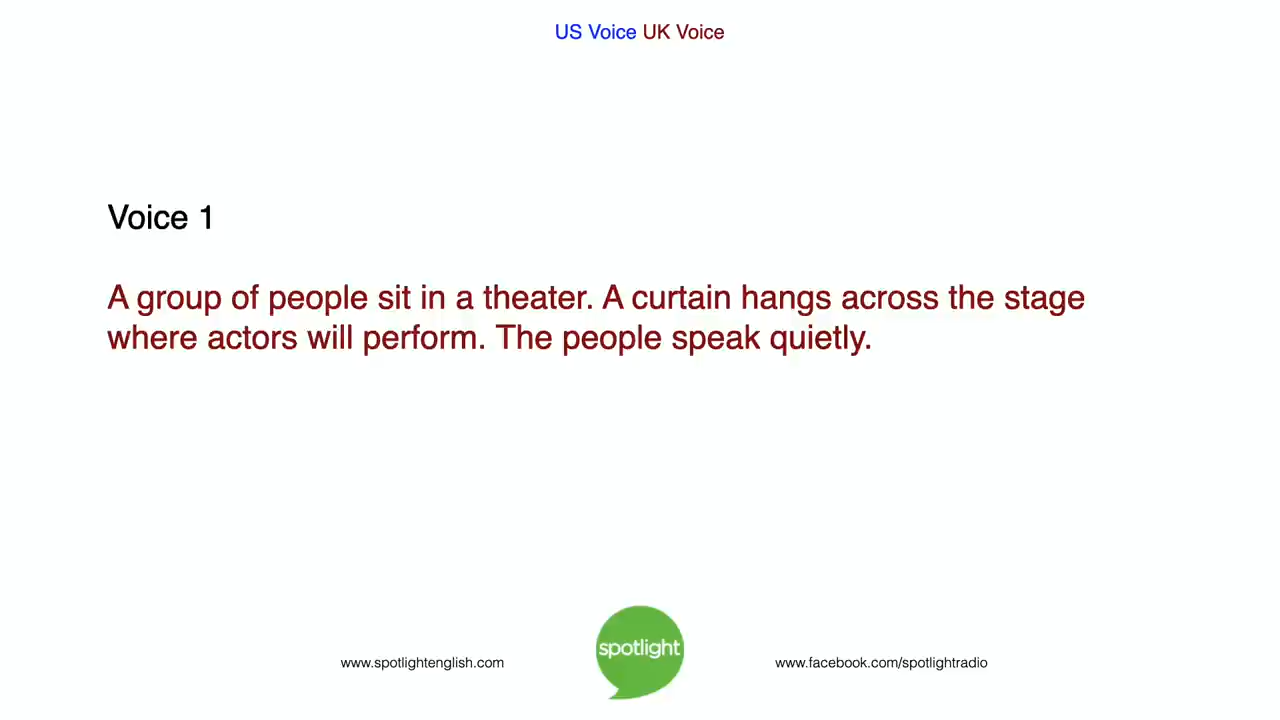 US Voice UK Voice
Voice 1
A group of people sit in a theater. A curtain hangs across the stage
where actors will perform. The people speak quietly.
www.spotlightenglish.com
spotlight
www.facebook.com/spotlightradio